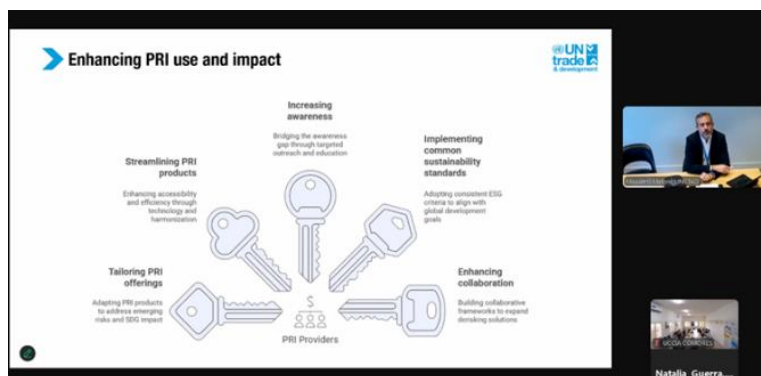 Enhancing PRI use and impact
UN
trade
& development
Increasing
awareness
Bridging the awareness
gap through targeted
outreach and education
Streamlining PRI
products
Enhancing accessibility
and efficiency through
technology and
harmonization
Implementing
common
sustainability
standards
Adopting consistent ESG
criteria to align with
global development
goals
Tailoring PRI
offerings
Adapting PRI products
to address emerging
risks and SDG impact
Enhancing
collaboration
Building collaborative
frameworks to expand
derisking solutions
$
PRI Providers
UCCIA COMORES
Natalia Guerra,...